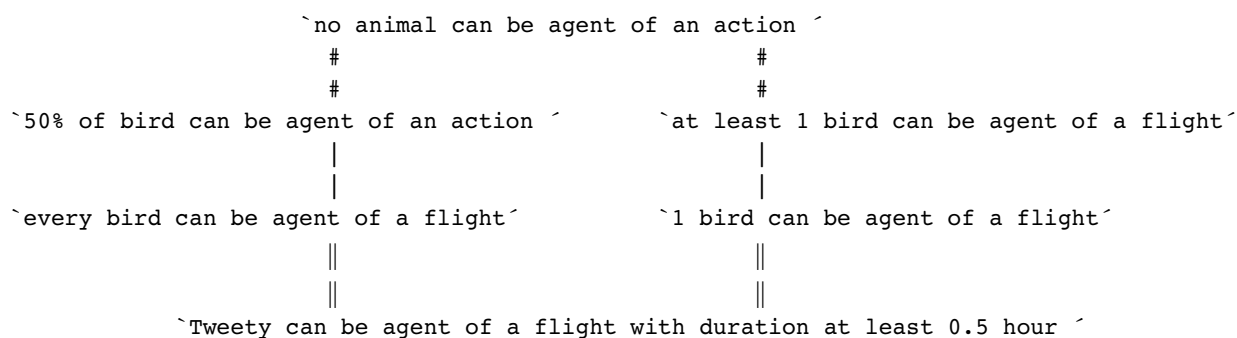 `no animal can be agent of an action ´
# #
# #
`50% of bird can be agent of an action ´ `at least 1 bird can be agent of a flight´
| |
| |
`every bird can be agent of a flight´ `1 bird can be agent of a flight´
‖ ‖
‖ ‖
`Tweety can be agent of a flight with duration at least 0.5 hour ´